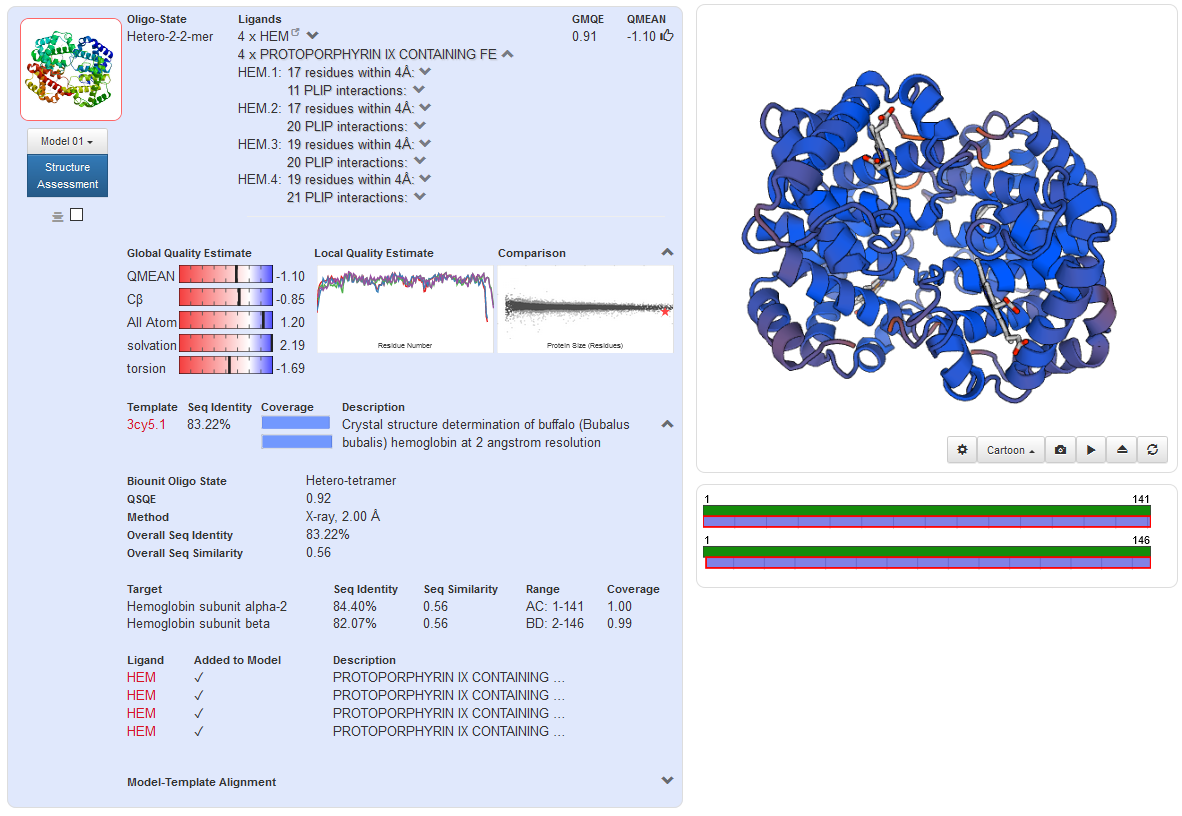 Oligo-State Ligands GMQE QMEAN
Hetero-2-2-mer 4 x HEM 0.91 -1.10
4 x PROTOPORPHYRIN IX CONTAINING FE
HEM.1: 17 residues within 4Å:
11 PLIP interactions:
HEM.2: 17 residues within 4Å:
20 PLIP interactions:
HEM.3: 19 residues within 4Å:
20 PLIP interactions:
HEM.4: 19 residues within 4Å:
21 PLIP interactions:
Model 01
Structure
Assessment
Global Quality Estimate Local Quality Estimate Comparison
QMEAN -1.10
Cβ -0.85
All Atom 1.20
solvation 2.19
torsion -1.69
Residue Number
Protein Size (Residues)
Template Seq Identity Coverage Description
3cy5.1 83.22% Crystal structure determination of buffalo (Bubalus
bubalis) hemoglobin at 2 angstrom resolution
Biounit Oligo State Hetero-tetramer
QSQE 0.92
Method X-ray, 2.00 Å
Overall Seq Identity 83.22%
Overall Seq Similarity 0.56
Target Seq Identity Seq Similarity Range Coverage
Hemoglobin subunit alpha-2 84.40% 0.56 AC: 1-141 1.00
Hemoglobin subunit beta 82.07% 0.56 BD: 2-146 0.99
Ligand Added to Model Description
HEM ✓ PROTOPORPHYRIN IX CONTAINING …
HEM ✓ PROTOPORPHYRIN IX CONTAINING …
HEM ✓ PROTOPORPHYRIN IX CONTAINING …
HEM ✓ PROTOPORPHYRIN IX CONTAINING …
Model-Template Alignment
Cartoon
1 141
1 146